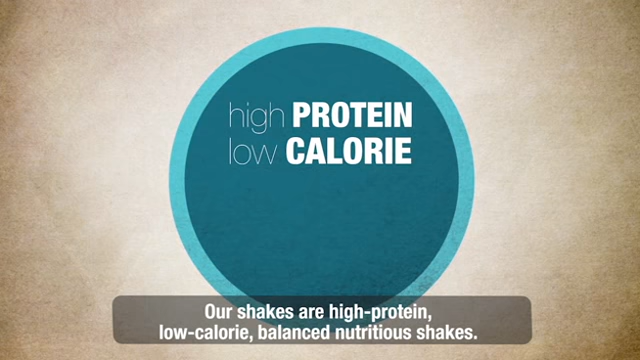 high PROTEIN
low CALORIE
Our shakes are high-protein,
low-calorie, balanced nutritious shakes.